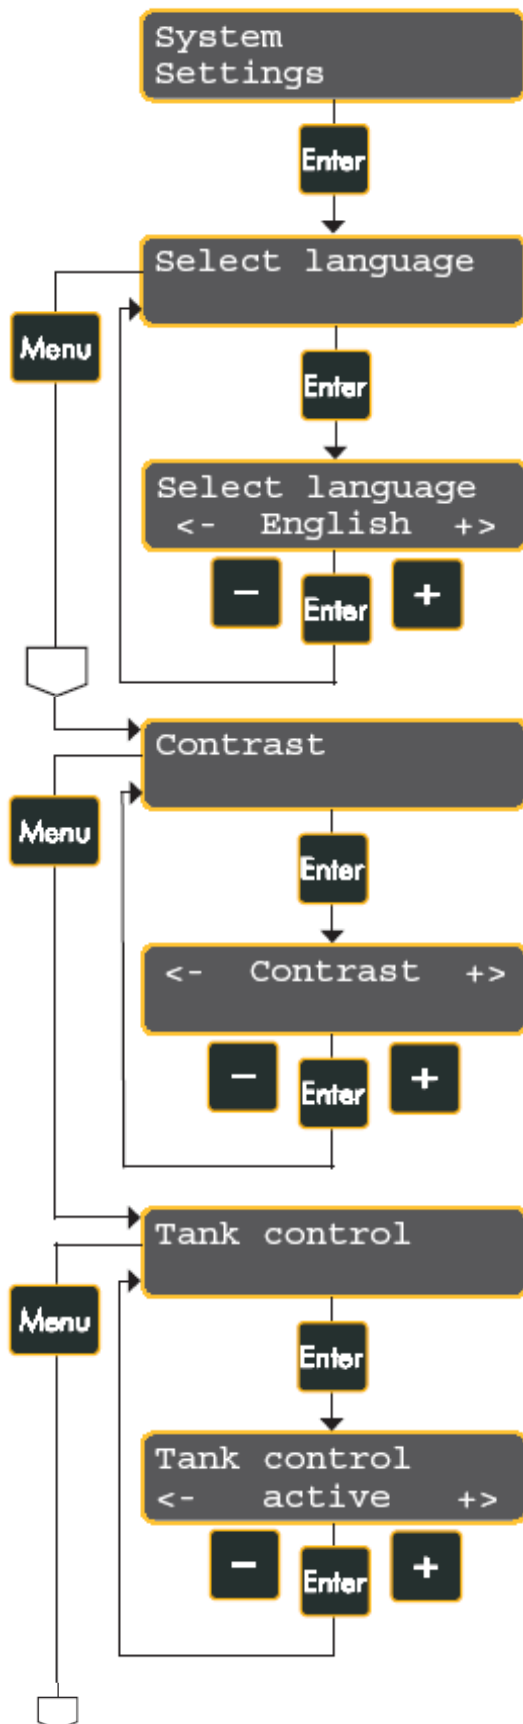 System
Settings
Enter
Select language
Menu
Enter
Select language
<- English +>
- Enter +
Contrast
Menu
Enter
<- Contrast +>
- Enter +
Tank control
Menu
Enter
Tank control
<- active +>
- Enter +